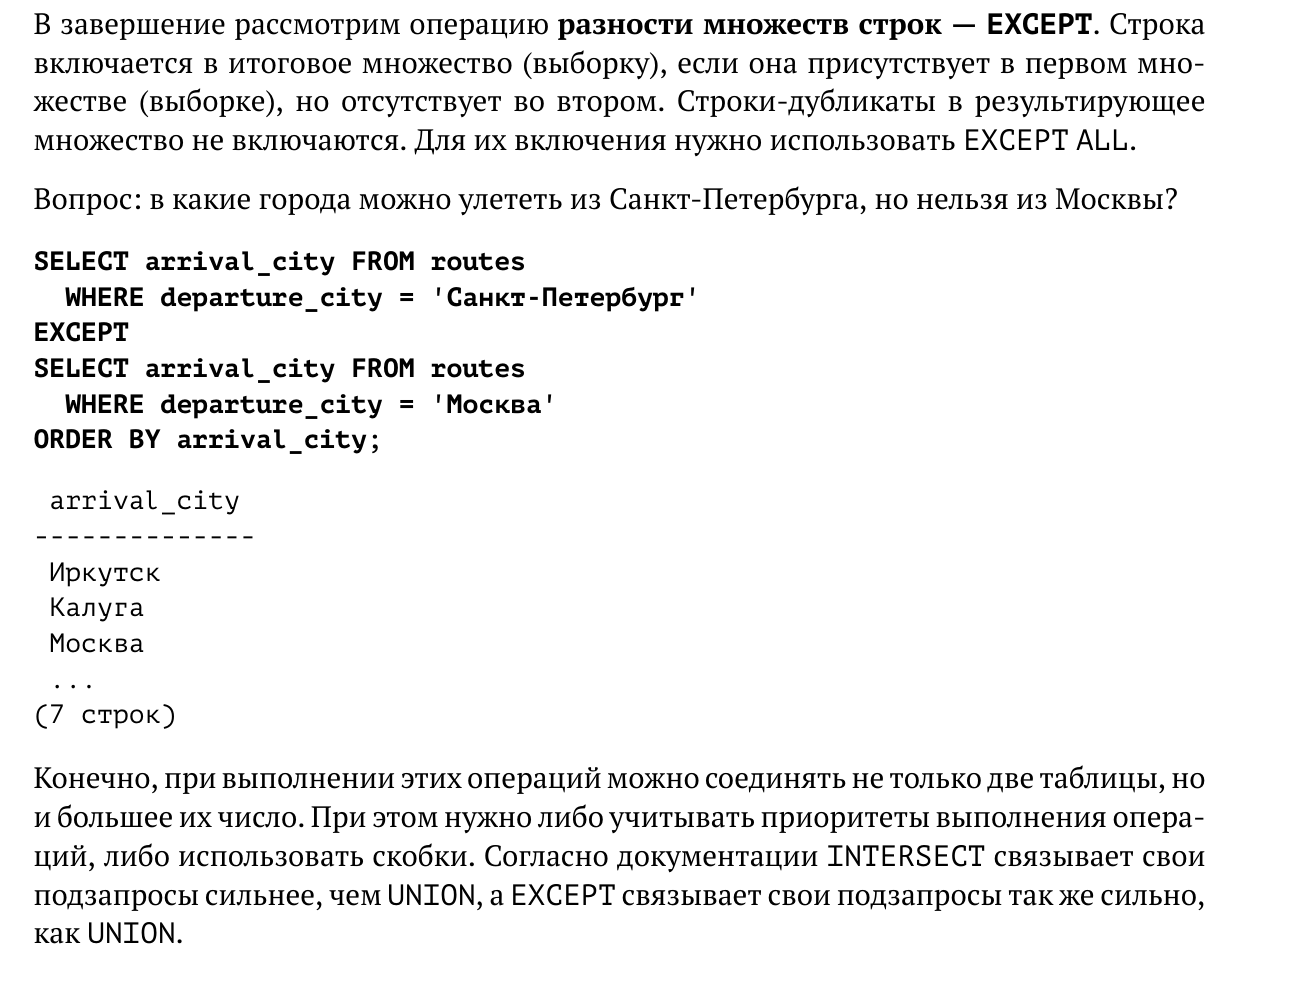 В завершение рассмотрим операцию разности множеств строк — EXCEPT. Строка
включается в итоговое множество (выборку), если она присутствует в первом мно-
жестве (выборке), но отсутствует во втором. Строки-дубликаты в результирующее
множество не включаются. Для их включения нужно использовать EXCEPT ALL.
Вопрос: в какие города можно улететь из Санкт-Петербурга, но нельзя из Москвы?
SELECT arrival_city FROM routes
  WHERE departure_city = 'Санкт-Петербург'
EXCEPT
SELECT arrival_city FROM routes
  WHERE departure_city = 'Москва'
ORDER BY arrival_city;
 arrival_city
--------------
 Иркутск
 Калуга
 Москва
 ...
(7 строк)
Конечно, при выполнении этих операций можно соединять не только две таблицы, но
и большее их число. При этом нужно либо учитывать приоритеты выполнения опера-
ций, либо использовать скобки. Согласно документации INTERSECT связывает свои
подзапросы сильнее, чем UNION, а EXCEPT связывает свои подзапросы так же сильно,
как UNION.